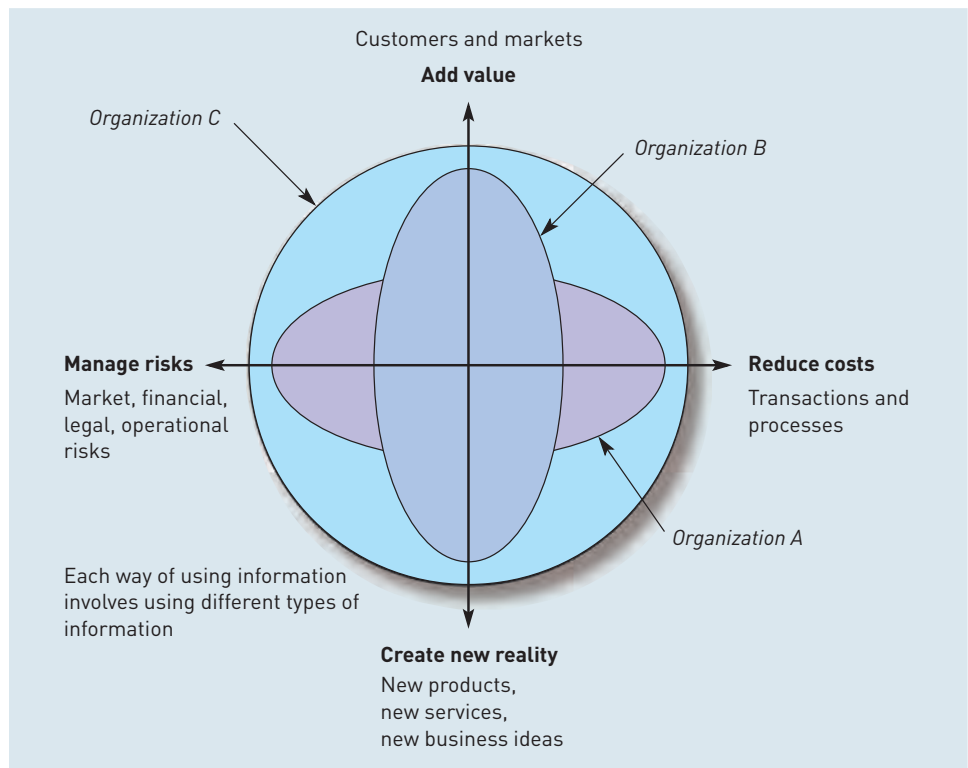 Customers and markets
Add value
Organization C
Organization B
Manage risks
Market, financial,
legal, operational
risks
Reduce costs
Transactions and
processes
Organization A
Each way of using information
involves using different types of
information
Create new reality
New products,
new services,
new business ideas